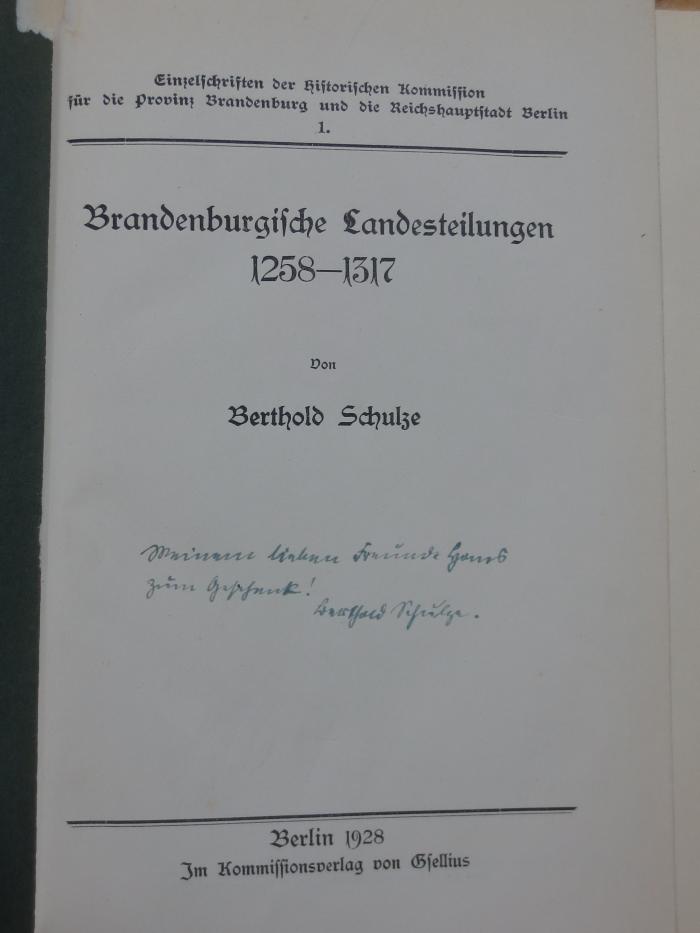 Einzelschriften der Historischen Kommission
für die Provinz Brandenburg und die Reichshauptstadt Berlin
1.
Brandenburgische Landesteilungen
1258—1317
Von
Berthold Schulze
Meinem lieben Freunde Hans
zum Geschenk!
Berthold Schulze.
Berlin 1928
Im Kommissionsverlag von Gsellius